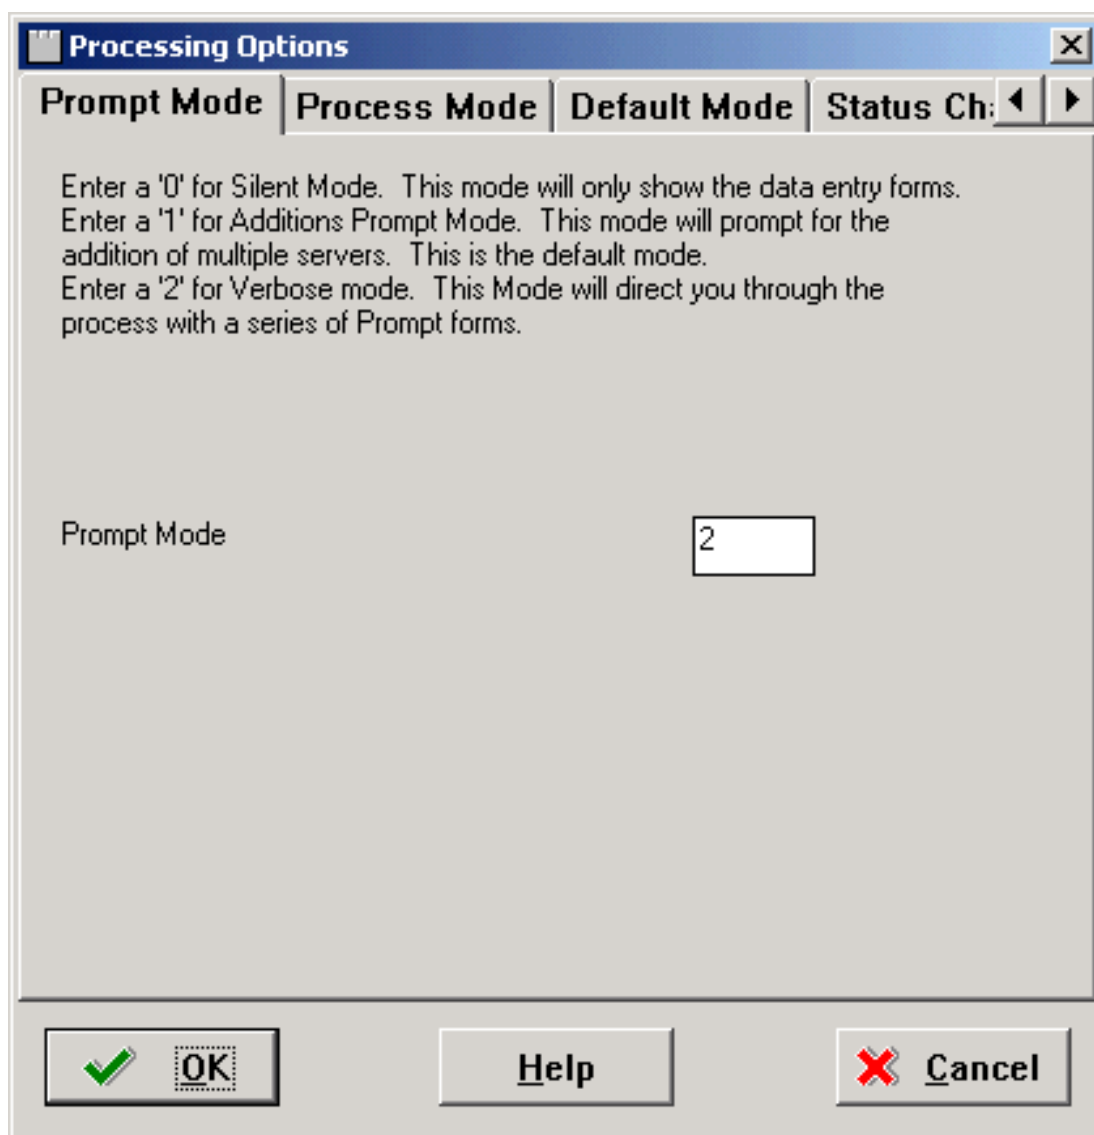 Processing Options
Prompt Mode Process Mode Default Mode Status
Enter a '0' for Silent Mode. This mode will only show the data entry forms.
Enter a '1' for Additions Prompt Mode. This mode will prompt for the
addition of multiple servers. This is the default mode.
Enter a '2' for Verbose mode. This Mode will direct you through the
process with a series of Prompt forms.
Prompt Mode 2
OK Help Cancel